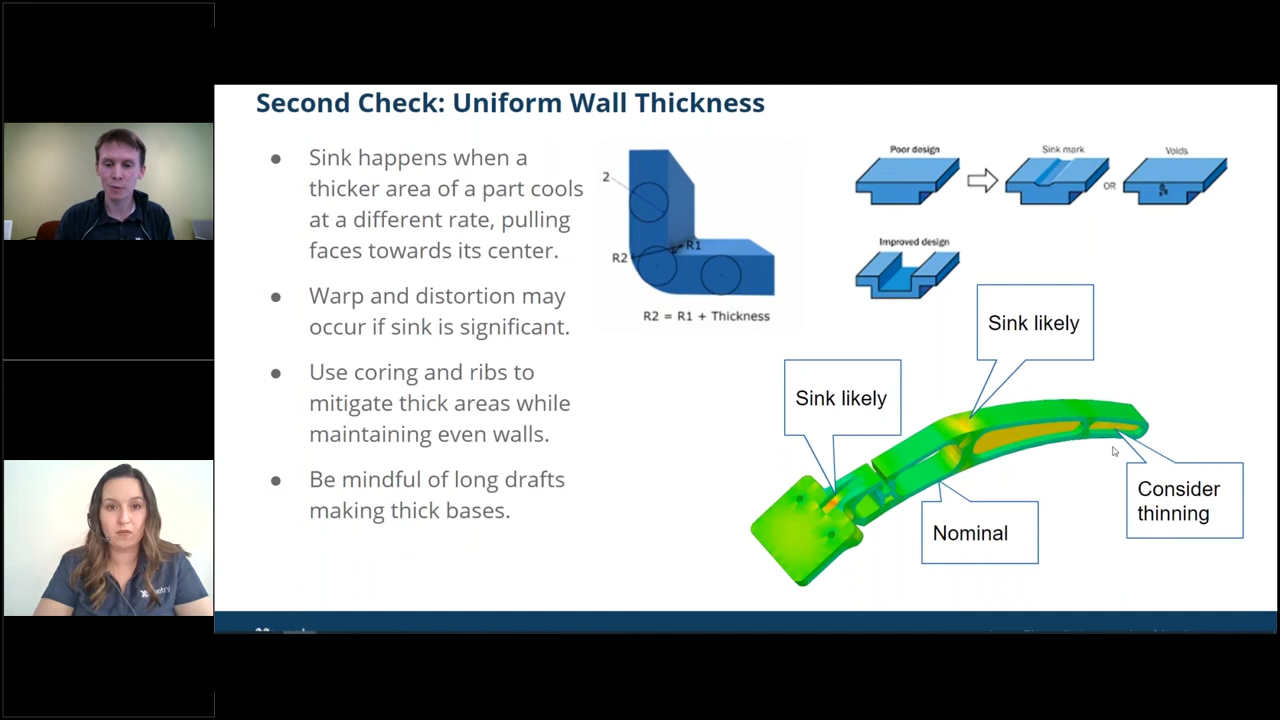 Second Check: Uniform Wall Thickness
● Sink happens when a
thicker area of a part cools
at a different rate, pulling
faces towards its center.
● Warp and distortion may
occur if sink is significant.
● Use coring and ribs to
mitigate thick areas while
maintaining even walls.
● Be mindful of long drafts
making thick bases.
2
R1
R2
R2 = R1 + Thickness
Poor design
Sink mark
OR
Voids
Improved design
Sink likely
Sink likely
Nominal
Consider
thinning